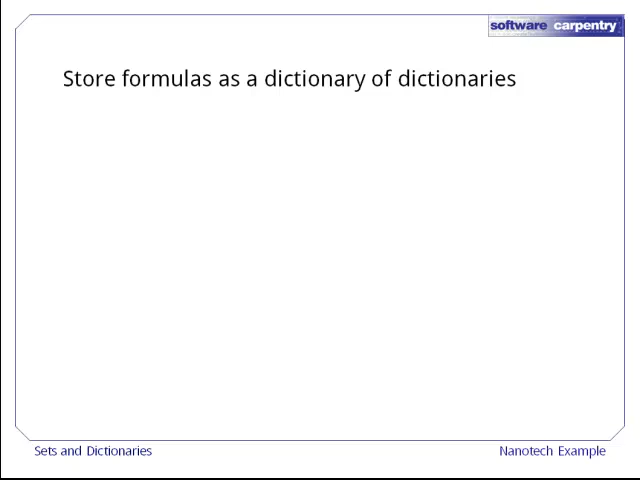 software carpentry
Store formulas as a dictionary of dictionaries
Sets and Dictionaries
Nanotech Example